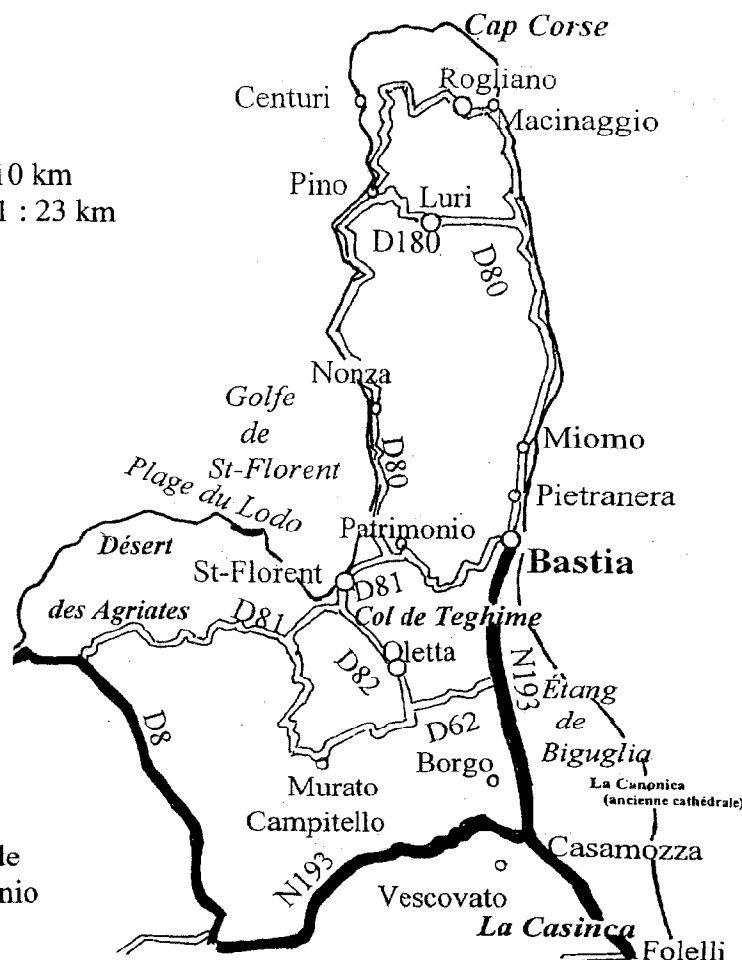 Cap Corse
Rogliano
Centuri
Macinaggio
10 km
1 : 23 km
Pino
Luri
D180
D80
Nonza
Golfe
de
St-Florent
D80
Miomo
Plage du Lodo
Pietranera
Patrimonio
Désert
Bastia
St-Florent
D81
des Agriates
D81
Col de Teghime
Oletta
D82
N193
Étang
de
Biguglia
D8
D62
Borgo
La Canonica
(ancienne cathédrale)
Murato
Campitello
Casamozza
N193
Vescovato
La Casinca
Folelli